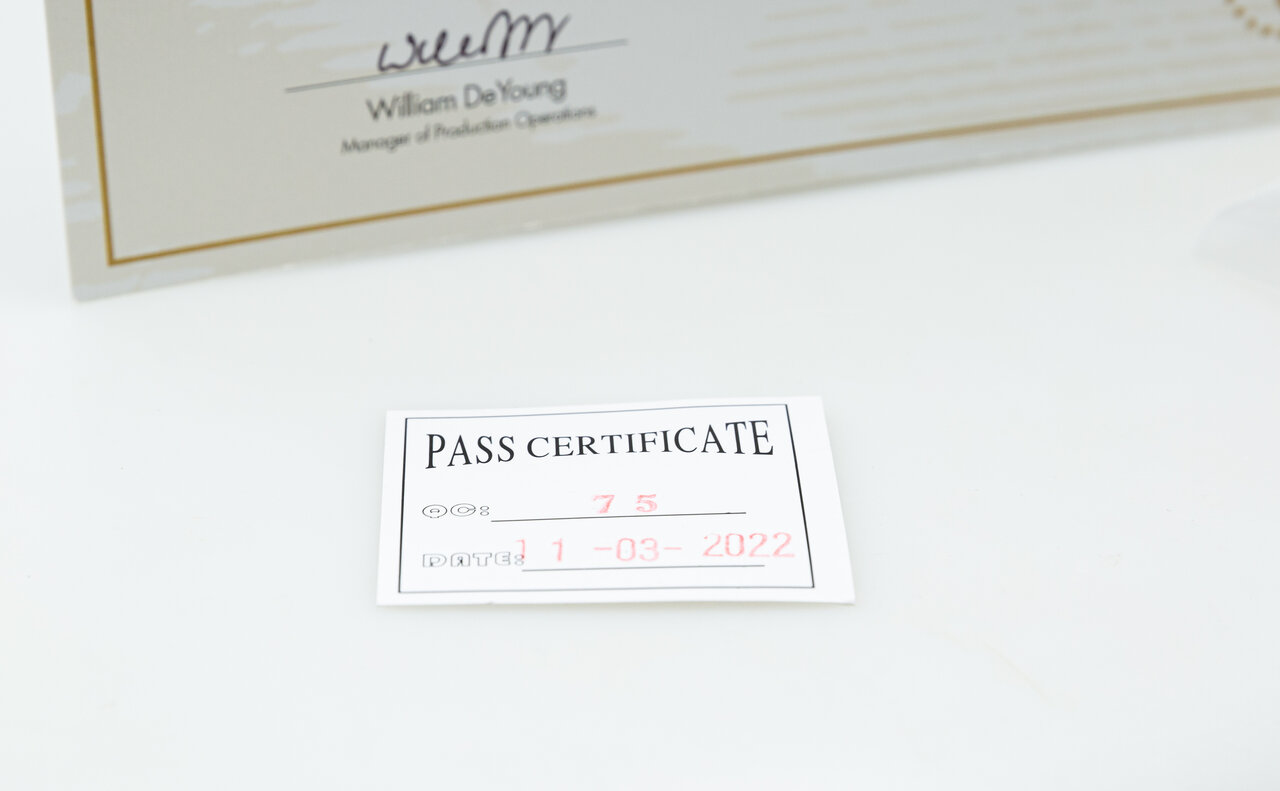 William DeYoung
Manager of Production Operations
PASS CERTIFICATE
QC: 75
DATE: 11-03-2022